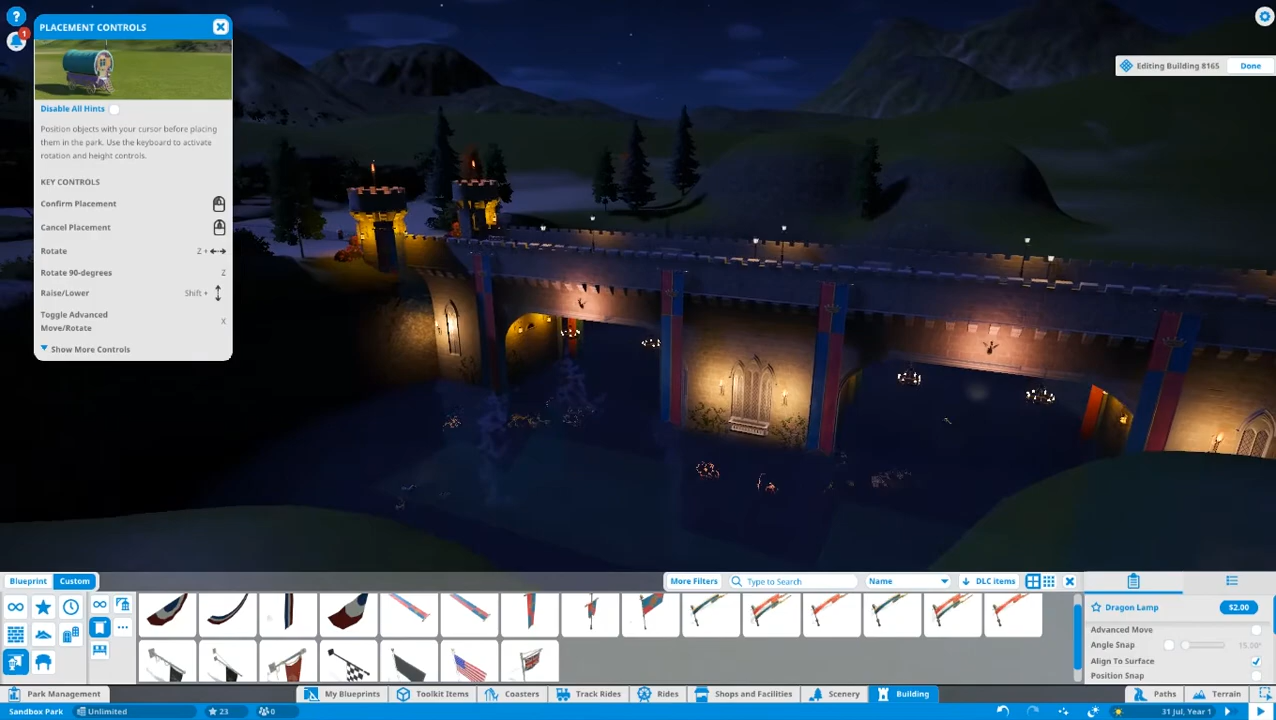 ?
PLACEMENT CONTROLS
1
Disable All Hints
Position objects with your cursor before placing
them in the park. Use the keyboard to activate
rotation and height controls.
KEY CONTROLS
Confirm Placement
Cancel Placement
Rotate Z +
Rotate 90-degrees Z
Raise/Lower Shift +
Toggle Advanced
Move/Rotate X
Show More Controls
Editing Building 8165 Done
Blueprint Custom More Filters Type to Search Name DLC items
Dragon Lamp $2.00
Advanced Move
Angle Snap 15.00°
Align To Surface
Position Snap
Park Management My Blueprints Toolkit Items Coasters Track Rides Rides Shops and Facilities Scenery Building Paths Terrain
Sandbox Park Unlimited 23 0 31 Jul, Year 1